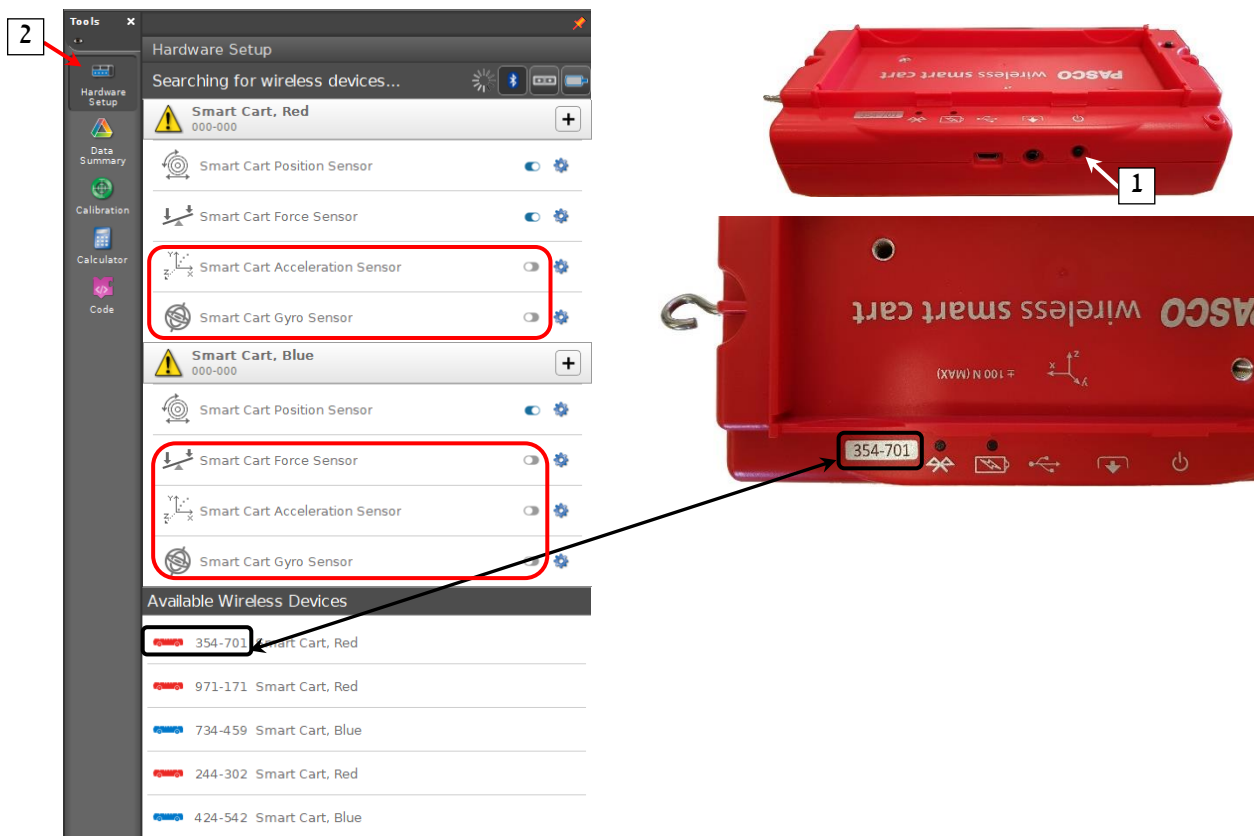 2
Tools ×
Hardware Setup
Data Summary
Calibration
Calculator
Code
Hardware Setup
Searching for wireless devices...
Smart Cart, Red
000-000
+
Smart Cart Position Sensor
Smart Cart Force Sensor
Smart Cart Acceleration Sensor
Smart Cart Gyro Sensor
Smart Cart, Blue
000-000
+
Smart Cart Position Sensor
Smart Cart Force Sensor
Smart Cart Acceleration Sensor
Smart Cart Gyro Sensor
Available Wireless Devices
354-701 Smart Cart, Red
971-171 Smart Cart, Red
734-459 Smart Cart, Blue
244-302 Smart Cart, Red
424-542 Smart Cart, Blue
PASCO wireless smart cart
1
PASCO wireless smart cart
± 100 N (MAX)
x z y
354-701